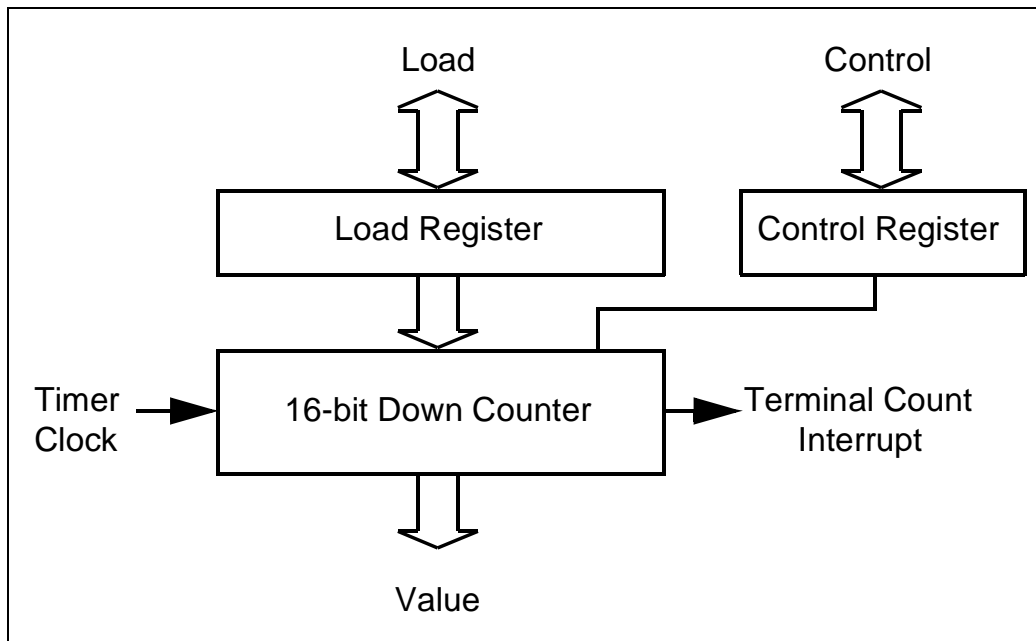 Load
Control
Load Register
Control Register
Timer
Clock
16-bit Down Counter
Terminal Count
Interrupt
Value